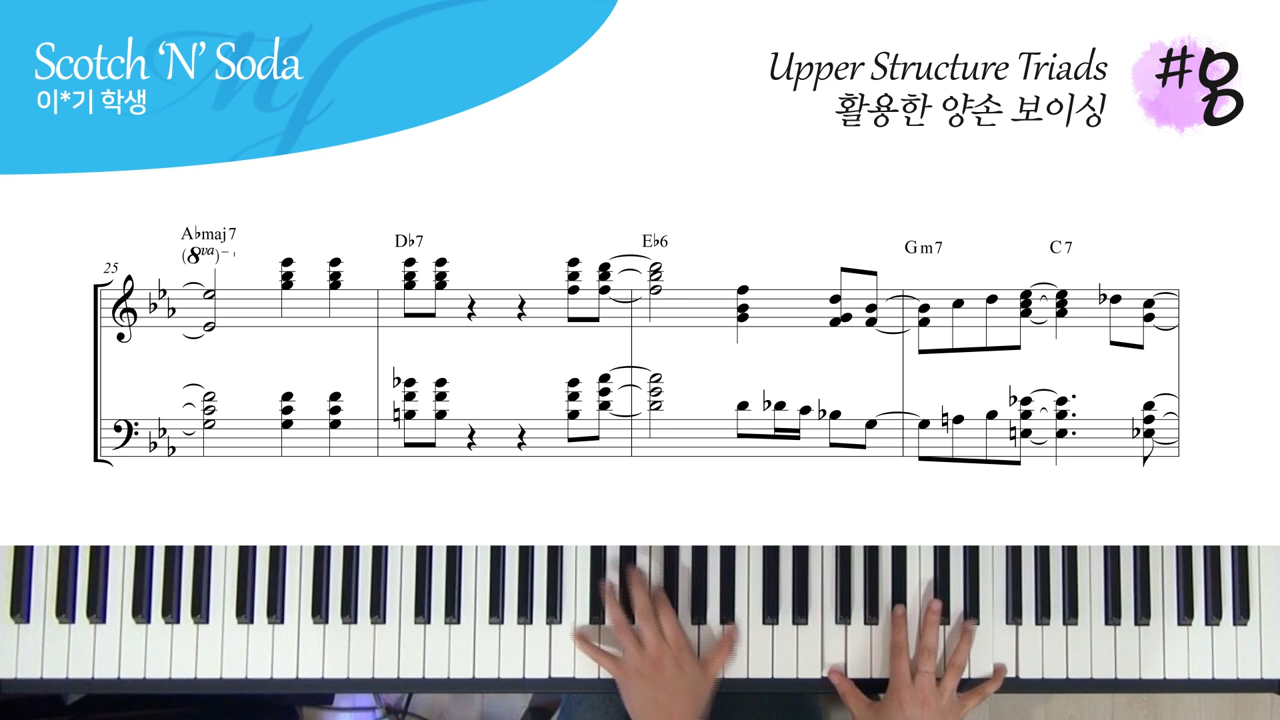 Scotch ‘N’ Soda
이*기 학생
Upper Structure Triads
활용한 양손 보이싱
A♭maj7
(8va)
D♭7
E♭6
Gm7
C7
25